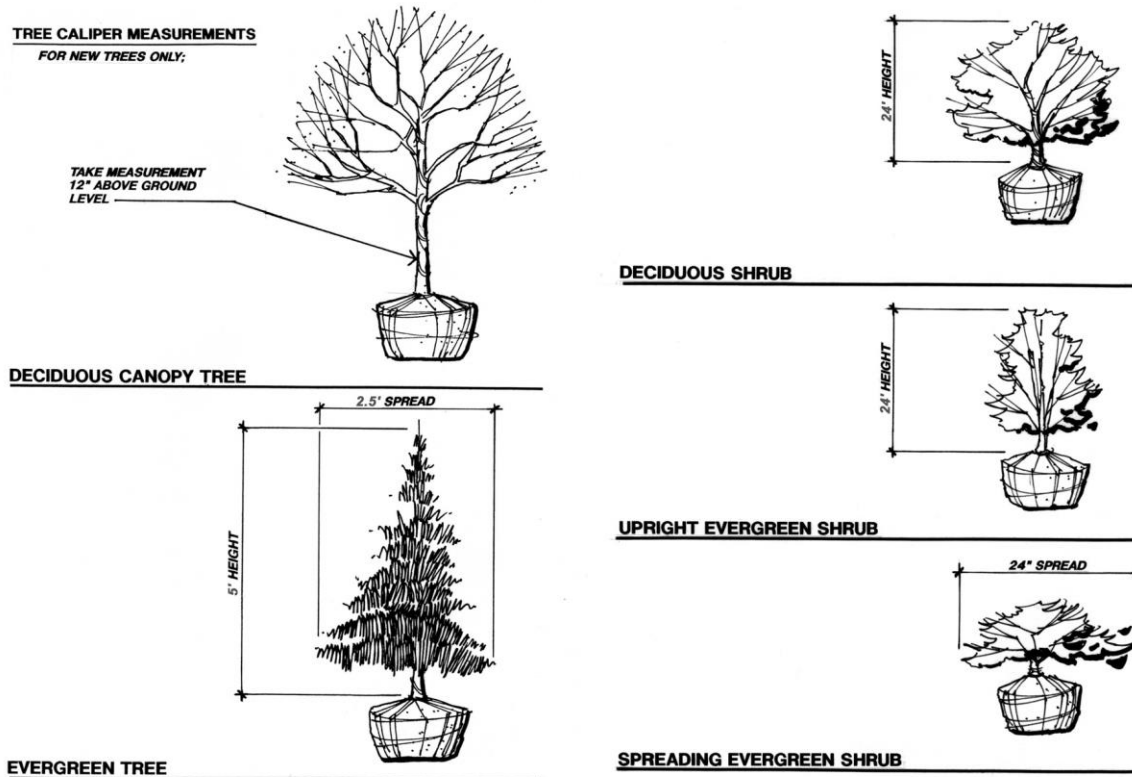 TREE CALIPER MEASUREMENTS
FOR NEW TREES ONLY;
TAKE MEASUREMENT
12" ABOVE GROUND
LEVEL
DECIDUOUS CANOPY TREE
2.5' SPREAD
5' HEIGHT
EVERGREEN TREE
24' HEIGHT
DECIDUOUS SHRUB
24' HEIGHT
UPRIGHT EVERGREEN SHRUB
24" SPREAD
SPREADING EVERGREEN SHRUB